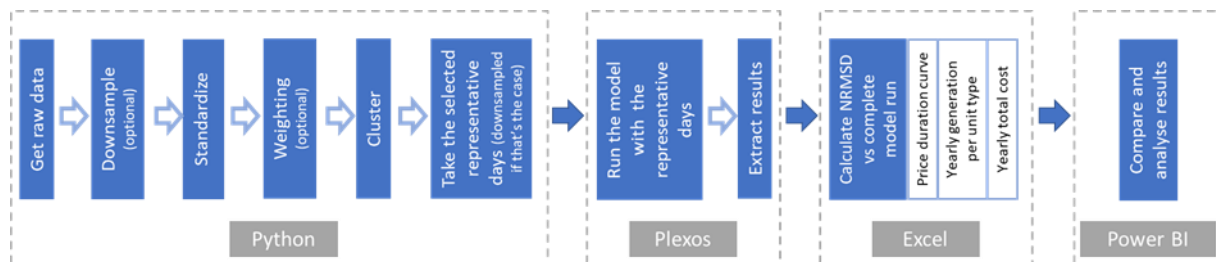 Get raw data
Downsample
(optional)
Standardize
Weighting
(optional)
Cluster
Take the selected
representative
days (downsampled
if that's the case)
Python
Run the model
with the
representative
days
Extract results
Plexos
Calculate NRMSD
vs complete
model run
Price duration curve
Yearly generation
per unit type
Yearly total cost
Excel
Compare and
analyse results
Power BI